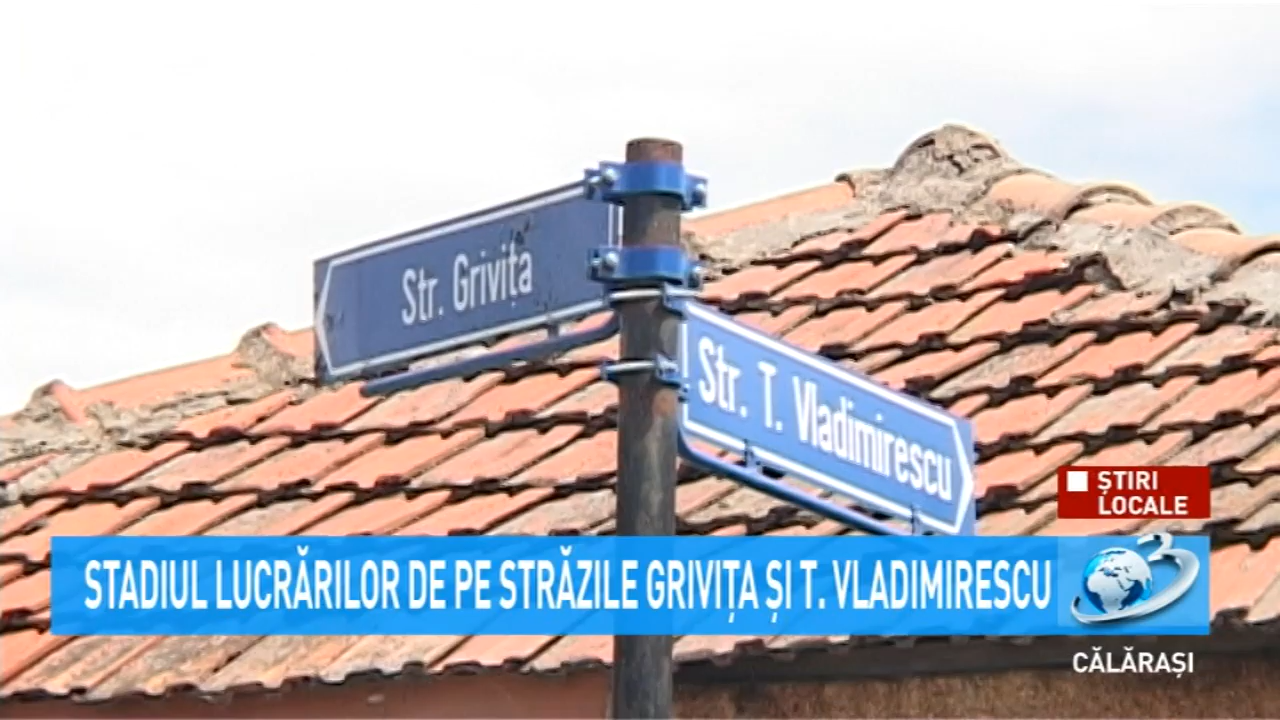 Str. Grivița
Str. T. Vladimirescu
ȘTIRI
LOCALE
STADIUL LUCRĂRILOR DE PE STRĂZILE GRIVIȚA ȘI T. VLADIMIRESCU
3
CĂLĂRAȘI